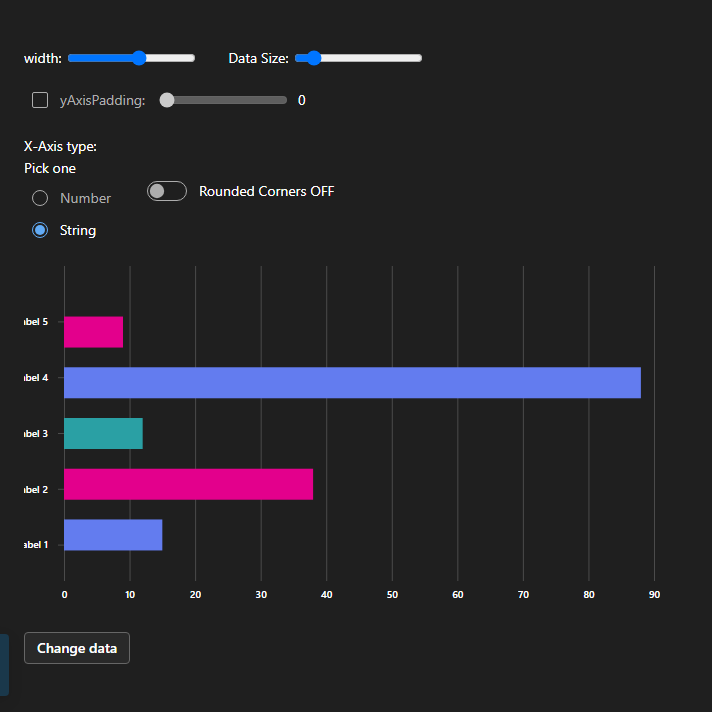 width:
Data Size:
yAxisPadding:
0
X-Axis type:
Pick one
Number
Rounded Corners OFF
String
abel 5
abel 4
abel 3
abel 2
abel 1
0 10 20 30 40 50 60 70 80 90
Change data